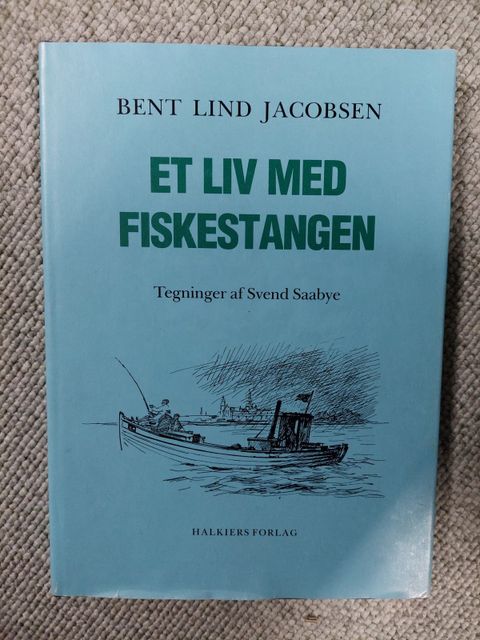 BENT LIND JACOBSEN
ET LIV MED
FISKESTANGEN
Tegninger af Svend Saabye
HALKIERS FORLAG